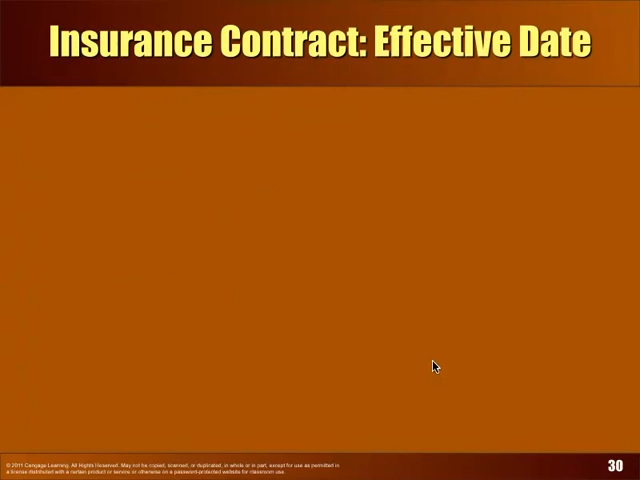 Insurance Contract: Effective Date
© 2011 Cengage Learning. All Rights Reserved. May not be copied, scanned, or duplicated, in whole or in part, except for use as permitted in
a license distributed with a certain product or service or otherwise on a password-protected website for classroom use.
30